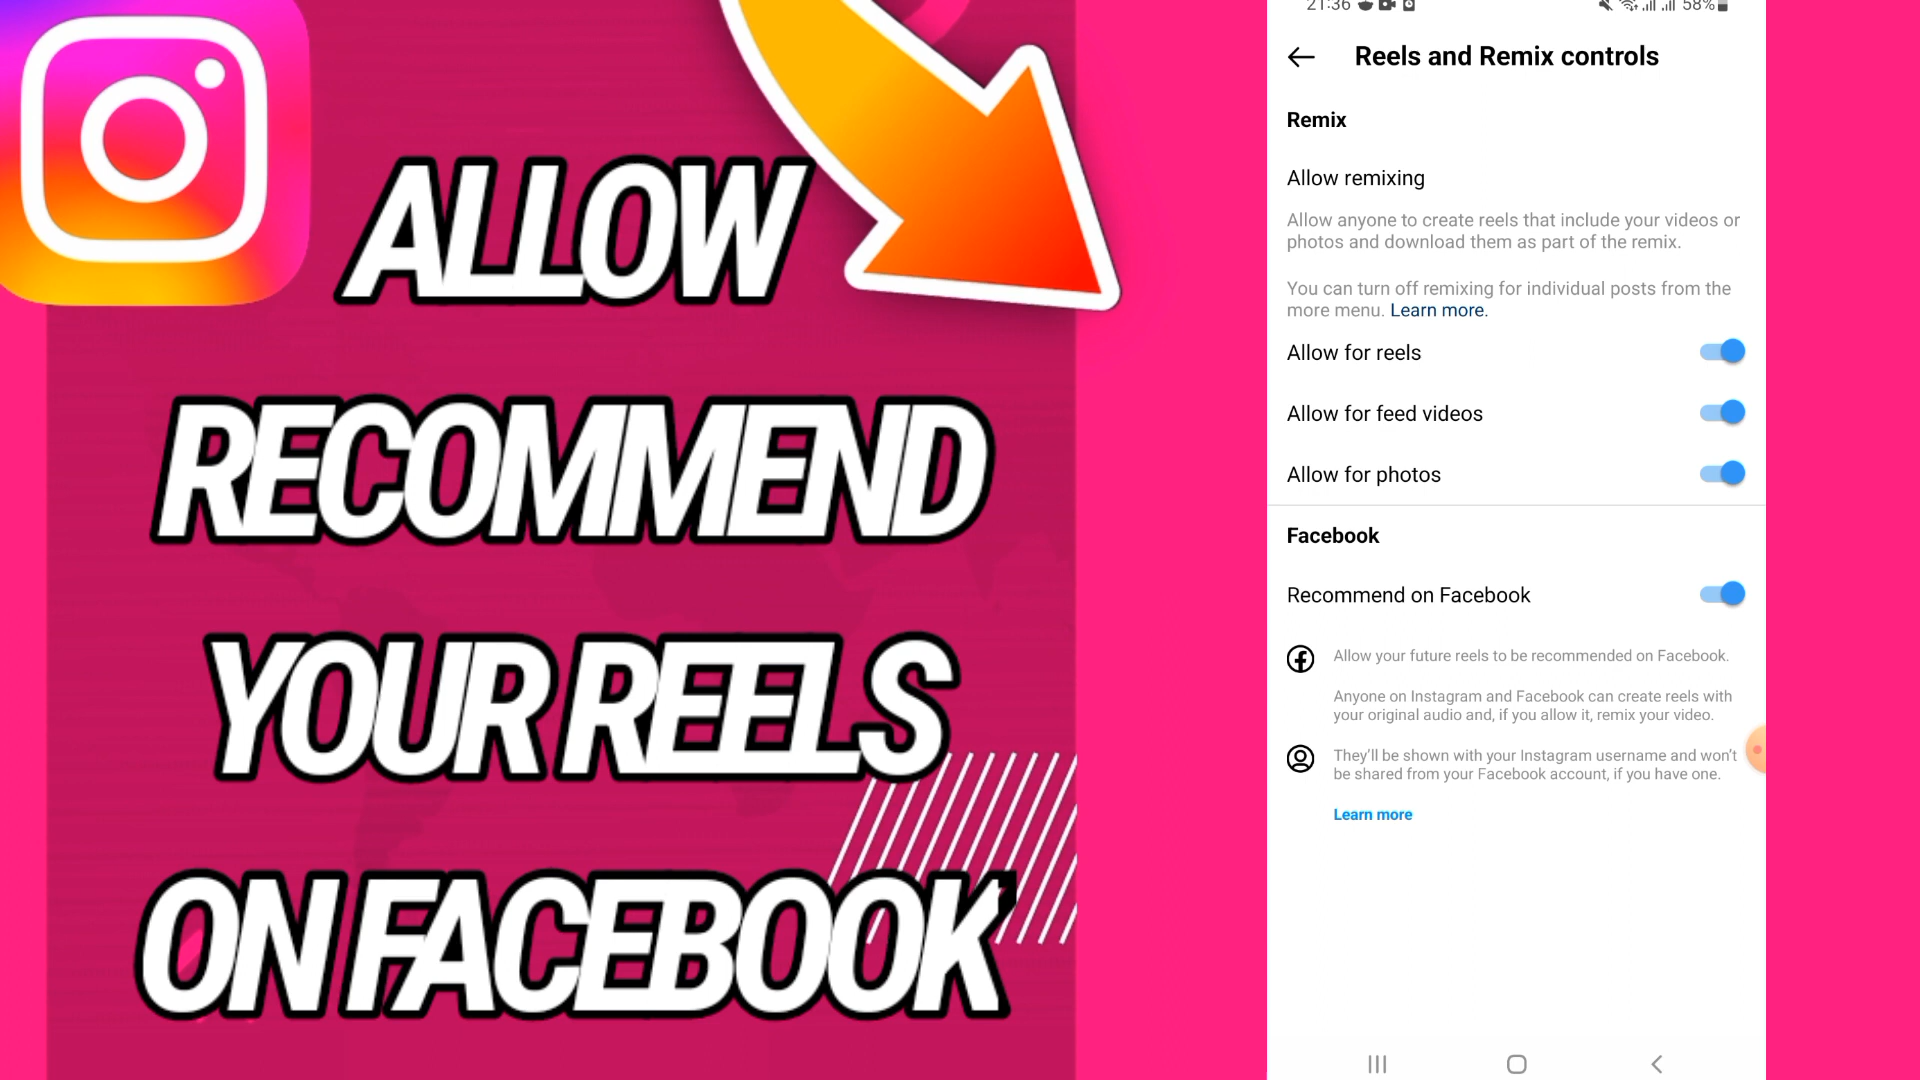 ALLOW
RECOMMEND
YOUR REELS
ON FACEBOOK
21:36
58%
Reels and Remix controls
Remix
Allow remixing
Allow anyone to create reels that include your videos or
photos and download them as part of the remix.
You can turn off remixing for individual posts from the
more menu. Learn more.
Allow for reels
Allow for feed videos
Allow for photos
Facebook
Recommend on Facebook
Allow your future reels to be recommended on Facebook.
Anyone on Instagram and Facebook can create reels with
your original audio and, if you allow it, remix your video.
They'll be shown with your Instagram username and won't
be shared from your Facebook account, if you have one.
Learn more